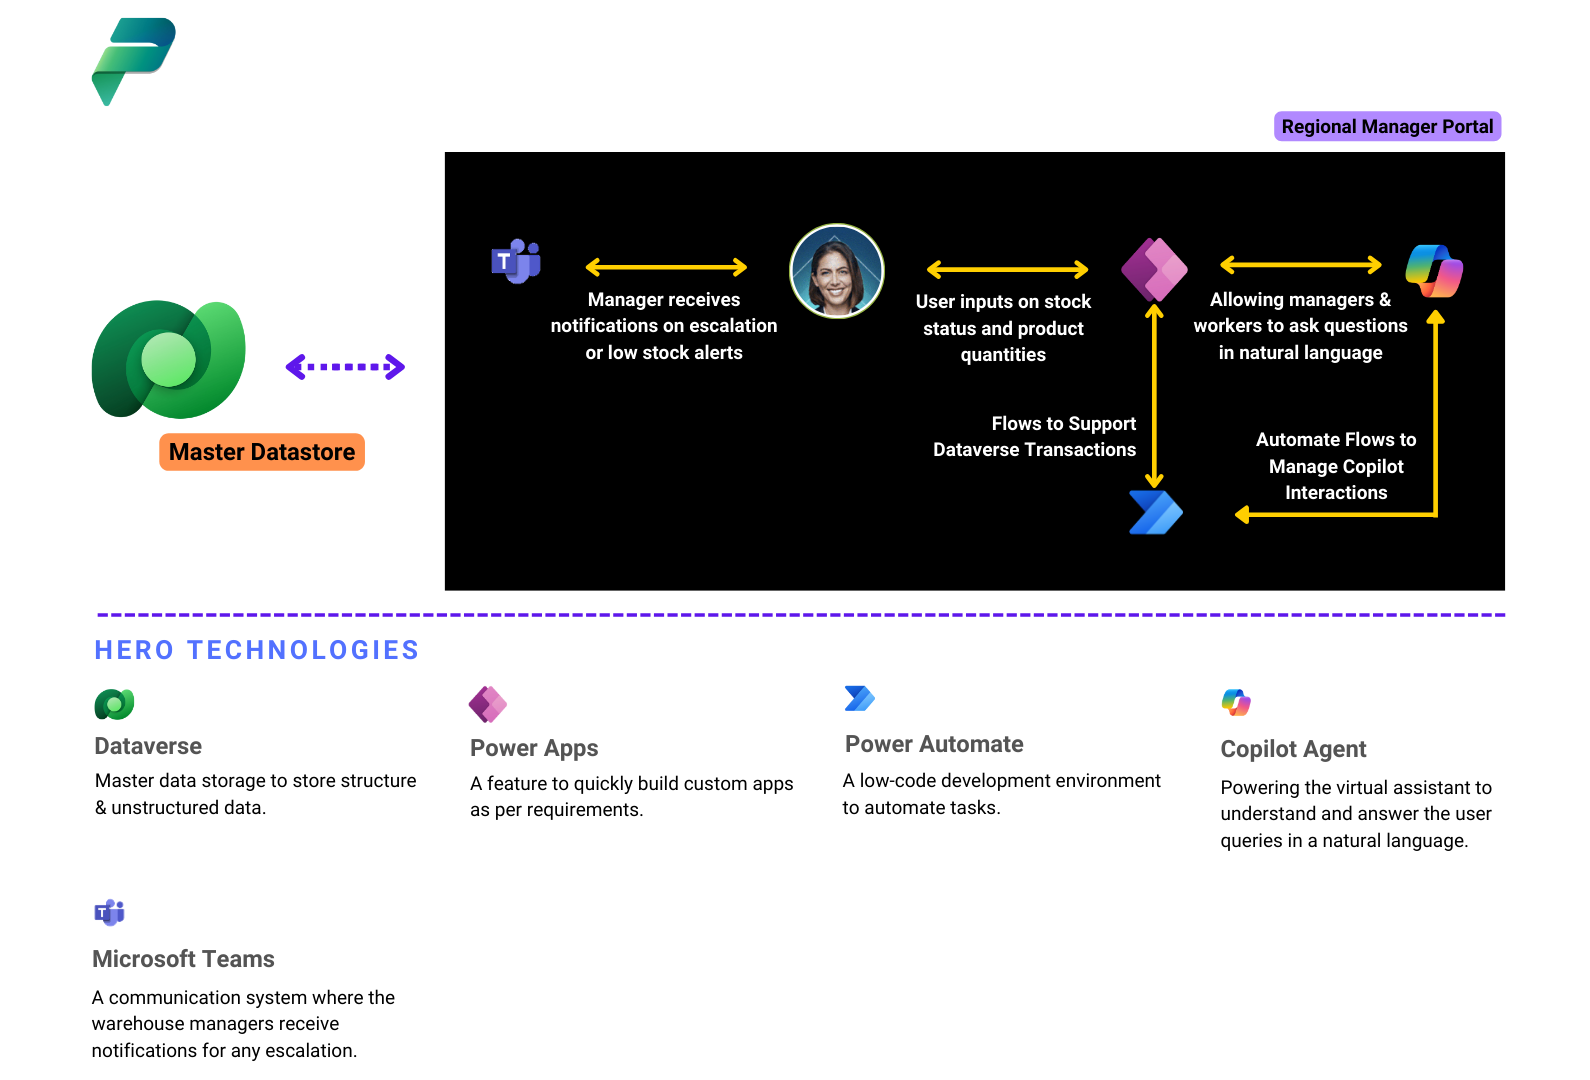 Regional Manager Portal
T
Manager receives
notifications on escalation
or low stock alerts
User inputs on stock
status and product
quantities
Allowing managers &
workers to ask questions
in natural language
Master Datastore
Flows to Support
Dataverse Transactions
Automate Flows to
Manage Copilot
Interactions
HERO TECHNOLOGIES
Dataverse
Master data storage to store structure
& unstructured data.
Power Apps
A feature to quickly build custom apps
as per requirements.
Power Automate
A low-code development environment
to automate tasks.
Copilot Agent
Powering the virtual assistant to
understand and answer the user
queries in a natural language.
T
Microsoft Teams
A communication system where the
warehouse managers receive
notifications for any escalation.